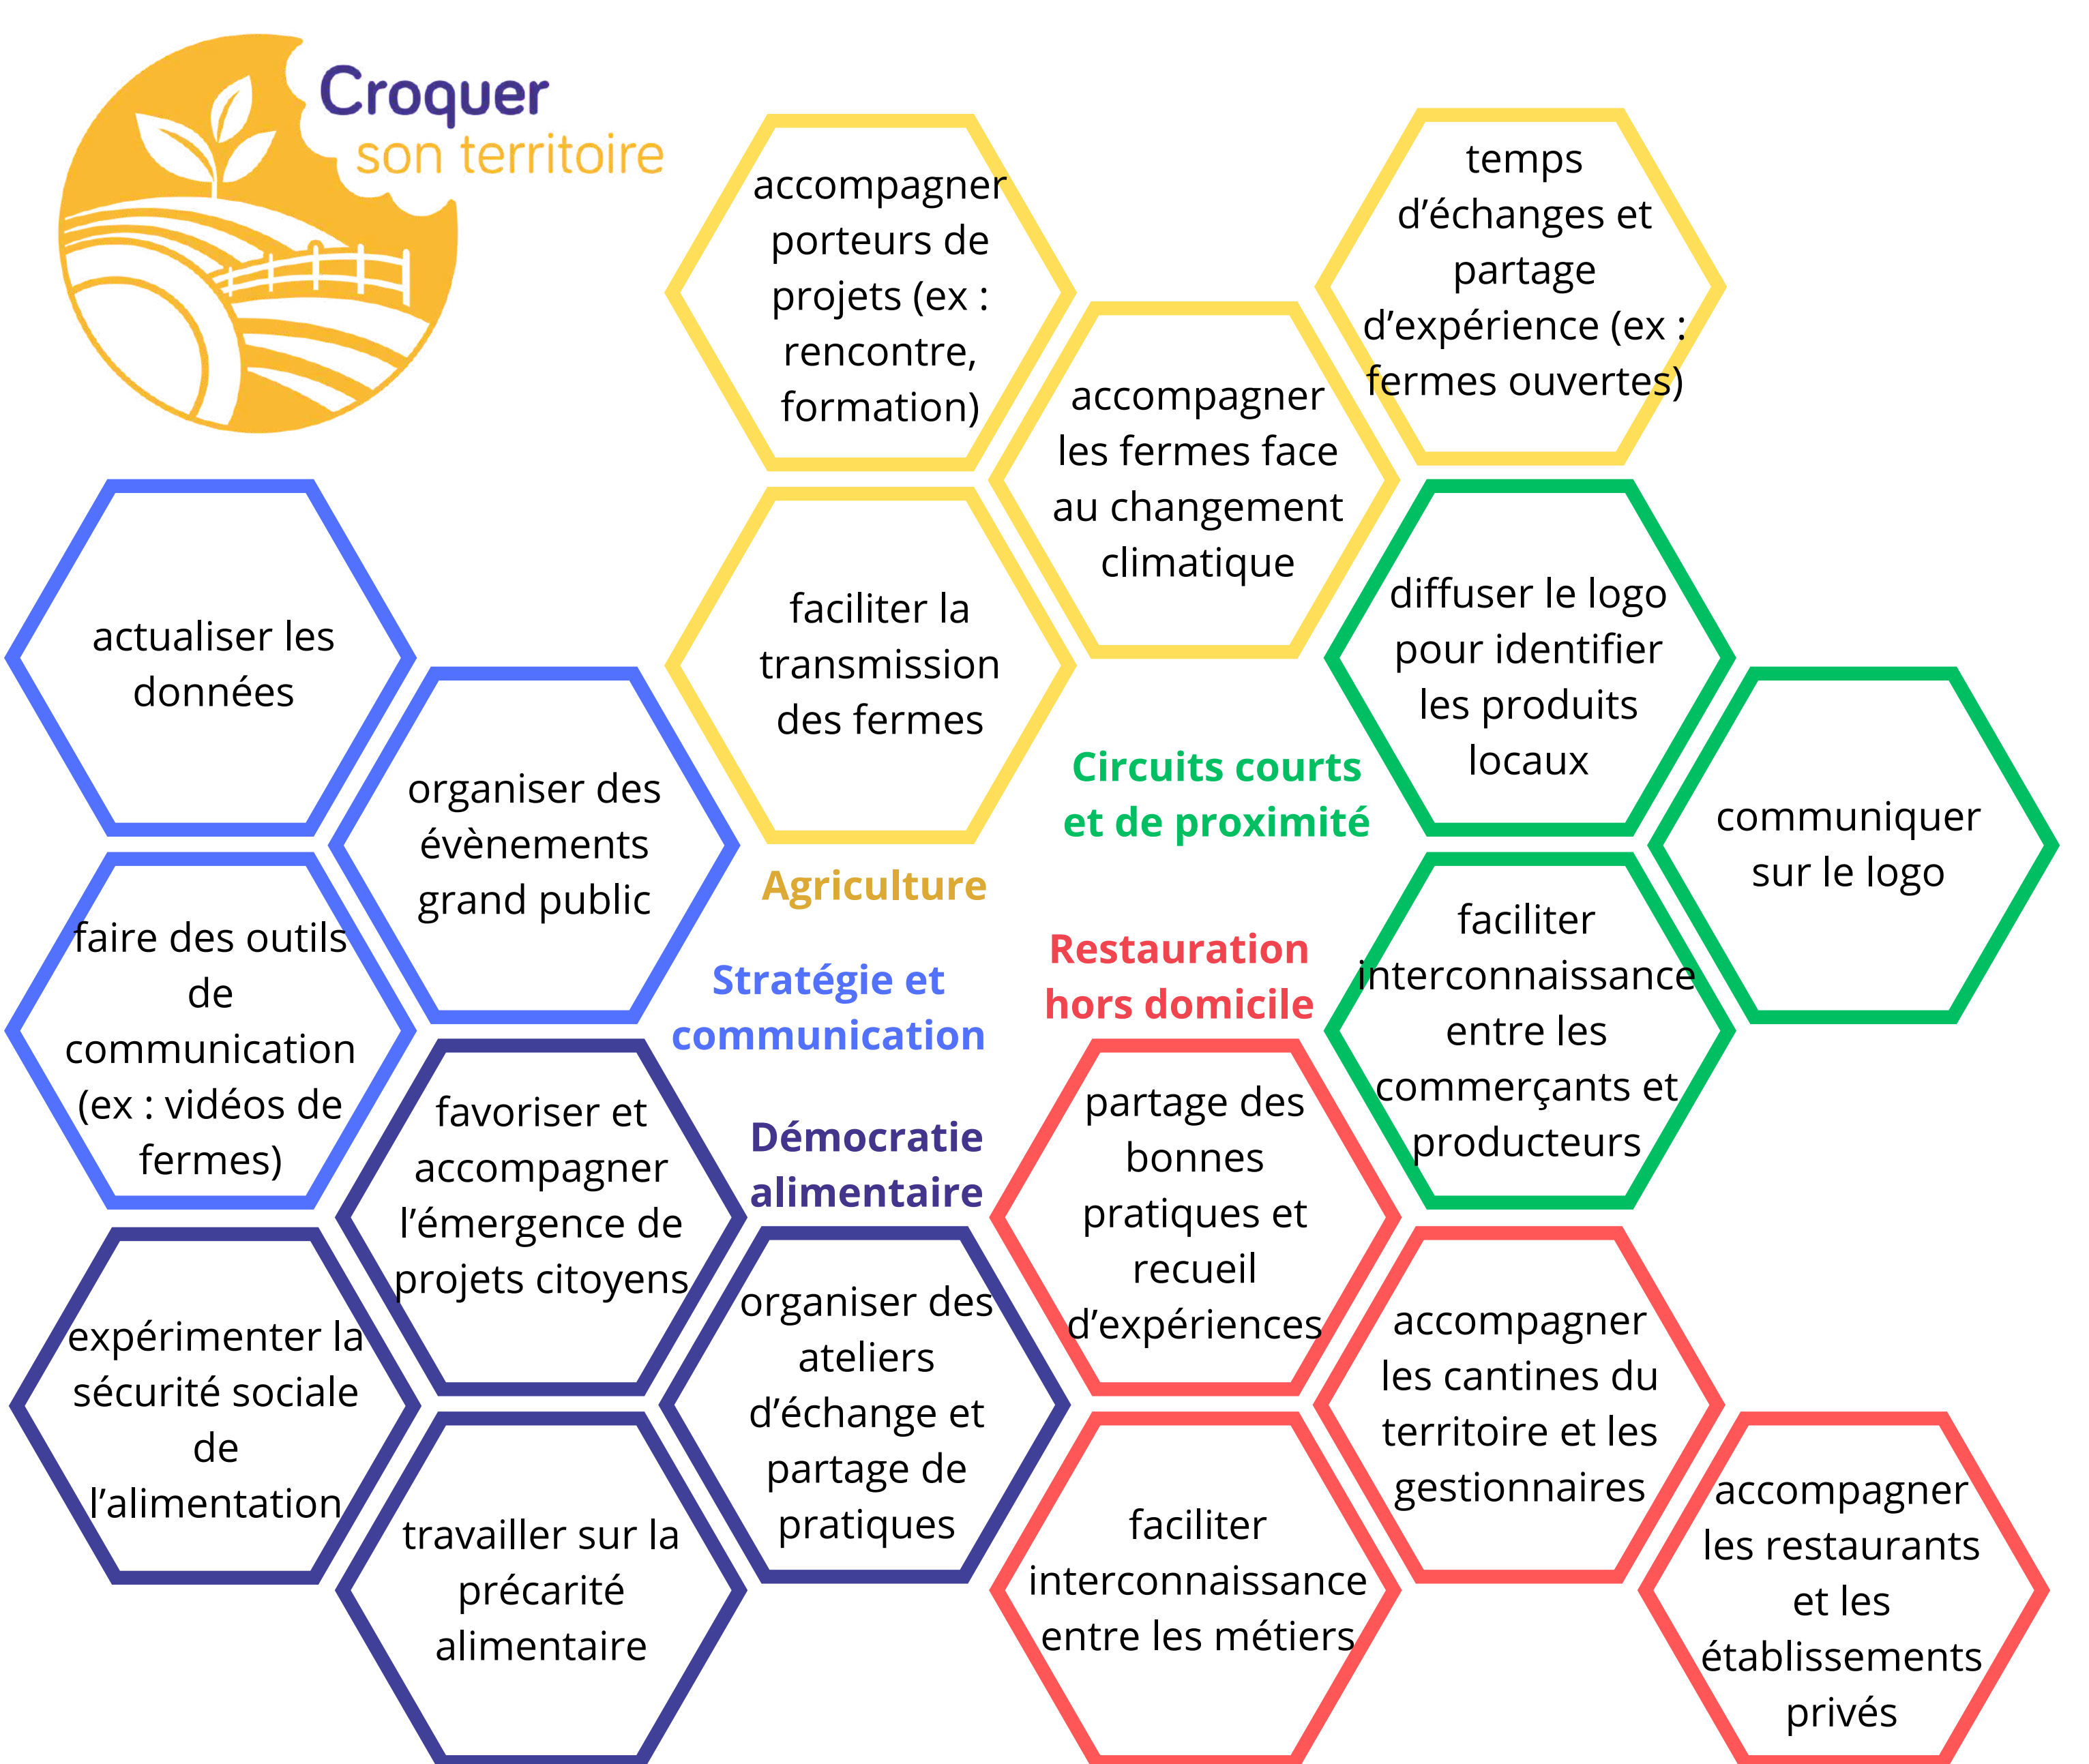 Croquer
son territoire
accompagner
porteurs de
projets (ex :
rencontre,
formation)
temps
d’échanges et
partage
d’expérience (ex :
fermes ouvertes)
accompagner
les fermes face
au changement
climatique
faciliter la
transmission
des fermes
Agriculture
diffuser le logo
pour identifier
les produits
locaux
communiquer
sur le logo
faciliter
interconnaissance
entre les
commerçants et
producteurs
Circuits courts
et de proximité
actualiser les
données
organiser des
évènements
grand public
faire des outils
de
communication
(ex : vidéos de
fermes)
Stratégie et
communication
Restauration
hors domicile
partage des
bonnes
pratiques et
recueil
d’expériences
accompagner
les cantines du
territoire et les
gestionnaires
faciliter
interconnaissance
entre les métiers
accompagner
les restaurants
et les
établissements
privés
Démocratie
alimentaire
favoriser et
accompagner
l’émergence de
projets citoyens
organiser des
ateliers
d’échange et
partage de
pratiques
expérimenter la
sécurité sociale
de
l’alimentation
travailler sur la
précarité
alimentaire